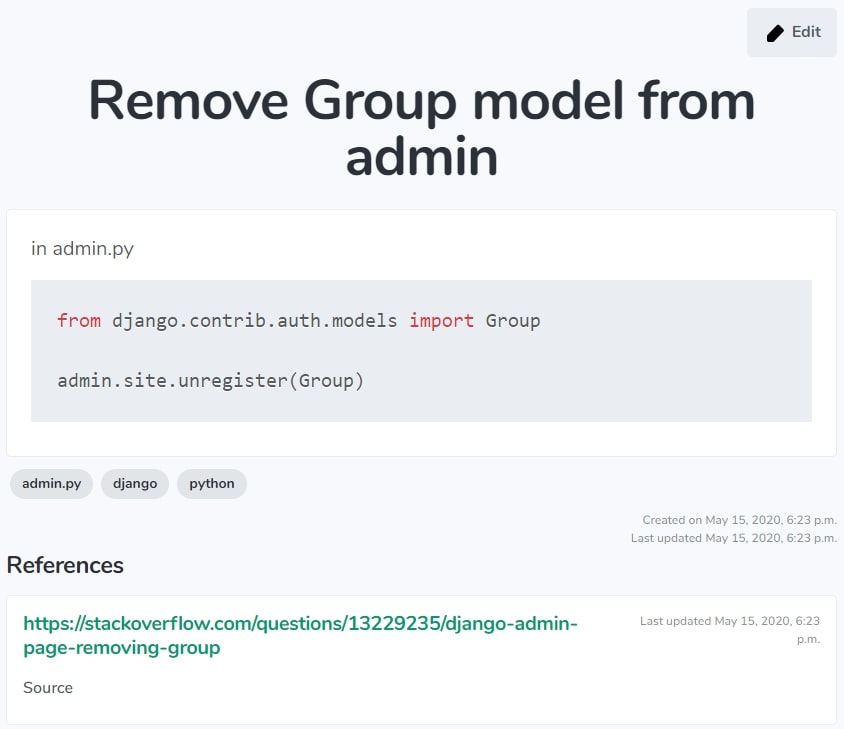 Edit
Remove Group model from
admin
in admin.py
from django.contrib.auth.models import Group
admin.site.unregister(Group)
admin.py django python
Created on May 15, 2020, 6:23 p.m.
Last updated May 15, 2020, 6:23 p.m.
References
https://stackoverflow.com/questions/13229235/django-admin-
page-removing-group
Last updated May 15, 2020, 6:23
p.m.
Source